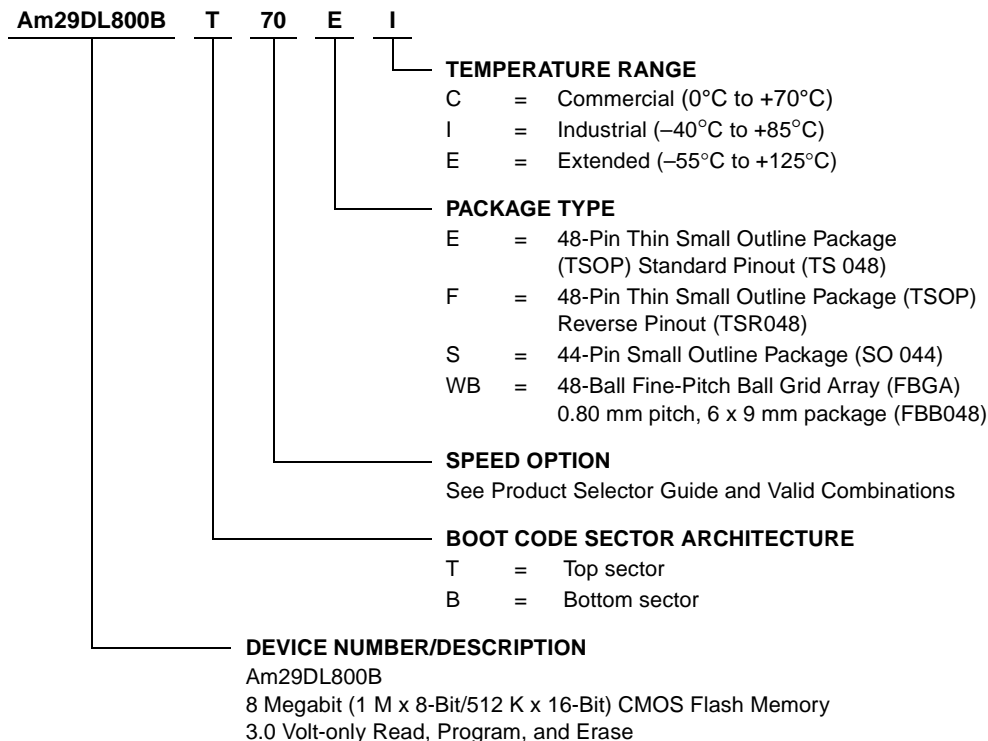 Am29DL800B T 70 E I
TEMPERATURE RANGE
C = Commercial (0°C to +70°C)
I = Industrial (–40°C to +85°C)
E = Extended (–55°C to +125°C)
PACKAGE TYPE
E = 48-Pin Thin Small Outline Package
(TSOP) Standard Pinout (TS 048)
F = 48-Pin Thin Small Outline Package (TSOP)
Reverse Pinout (TSR048)
S = 44-Pin Small Outline Package (SO 044)
WB = 48-Ball Fine-Pitch Ball Grid Array (FBGA)
0.80 mm pitch, 6 x 9 mm package (FBB048)
SPEED OPTION
See Product Selector Guide and Valid Combinations
BOOT CODE SECTOR ARCHITECTURE
T = Top sector
B = Bottom sector
DEVICE NUMBER/DESCRIPTION
Am29DL800B
8 Megabit (1 M x 8-Bit/512 K x 16-Bit) CMOS Flash Memory
3.0 Volt-only Read, Program, and Erase